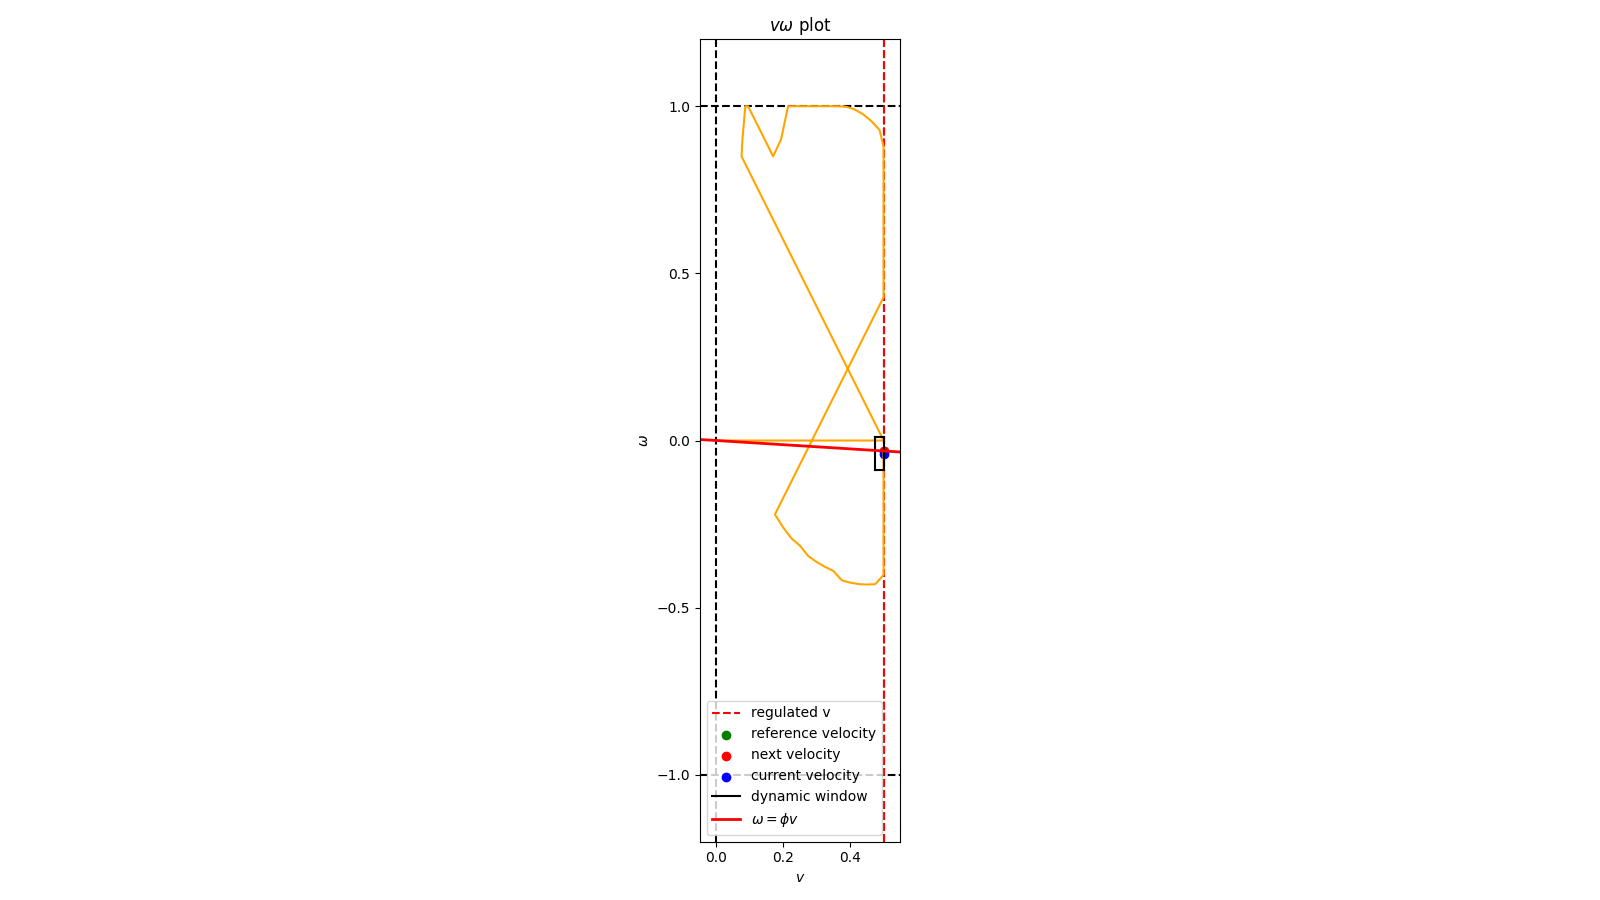 vω plot
1.0
0.5
0.0
−0.5
−1.0
ω
regulated v
reference velocity
next velocity
current velocity
dynamic window
ω = ϕv
0.0 0.2 0.4
v